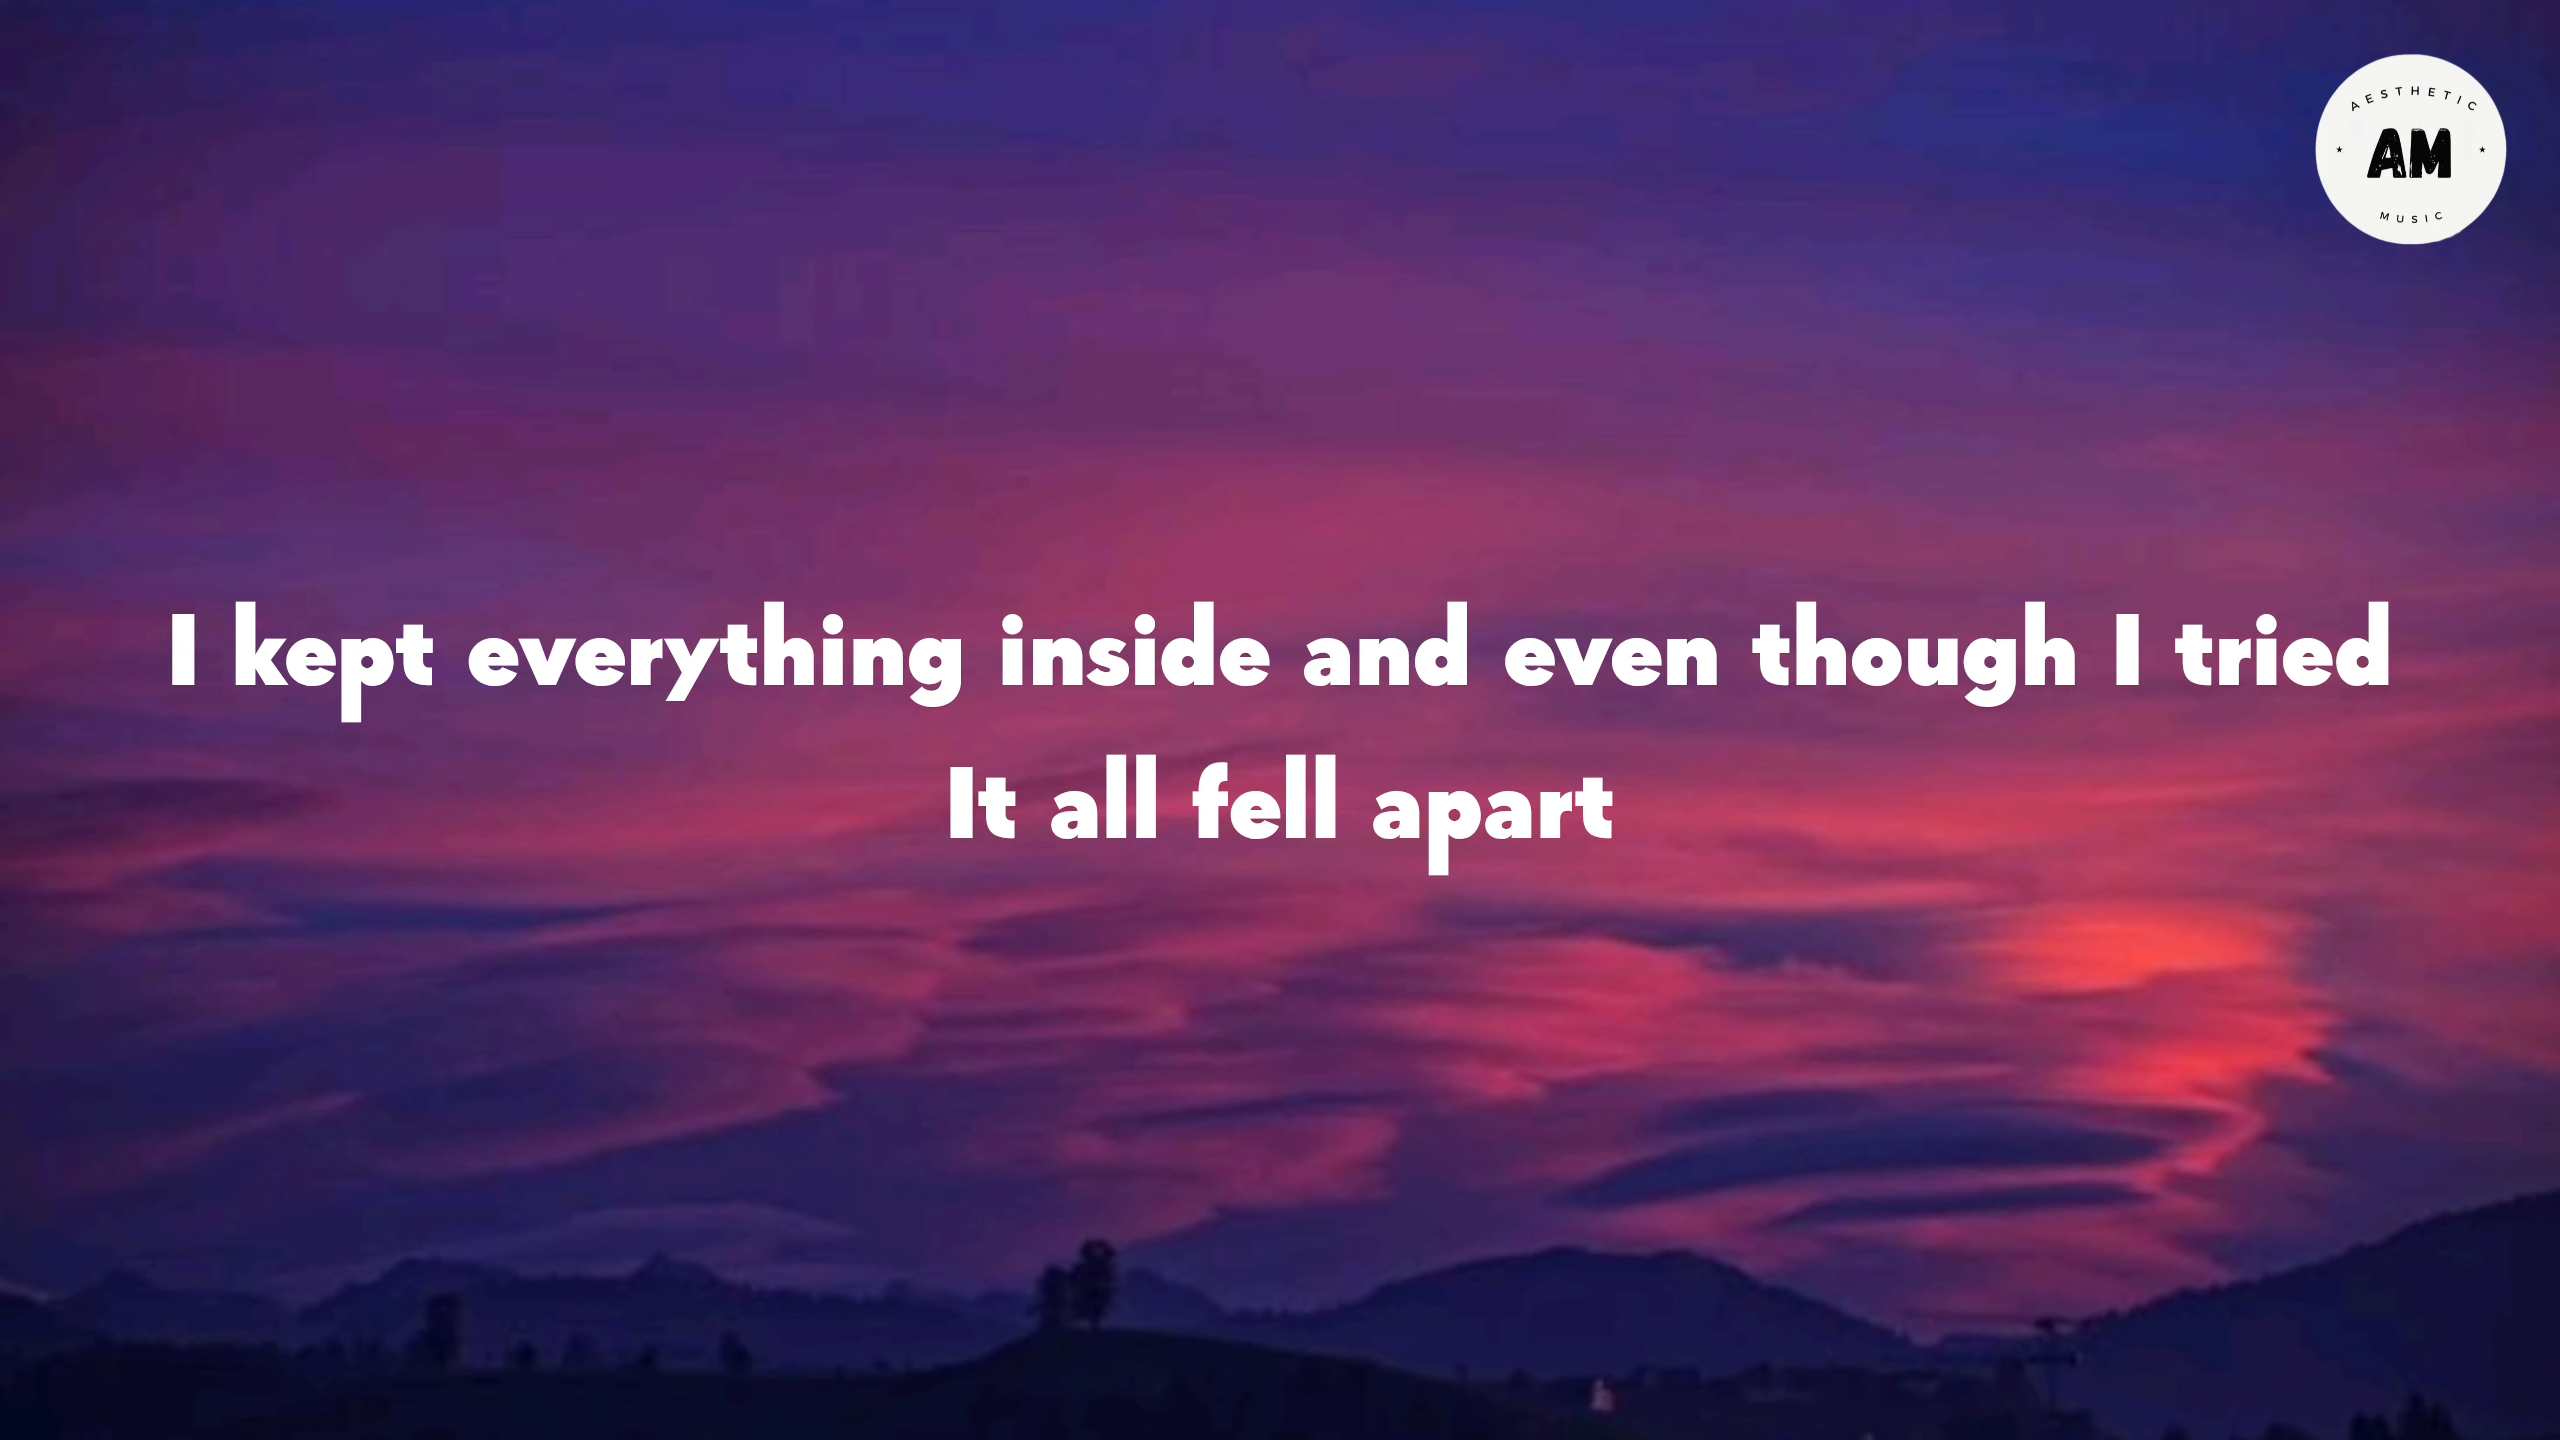 AESTHETIC
AM
MUSIC
I kept everything inside and even though I tried
It all fell apart